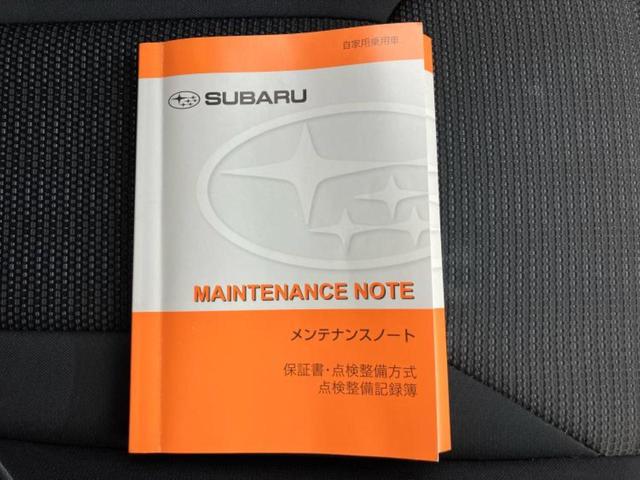 自家用乗用車
SUBARU
MAINTENANCE NOTE
メンテナンスノート
保証書・点検整備方式
点検整備記録簿